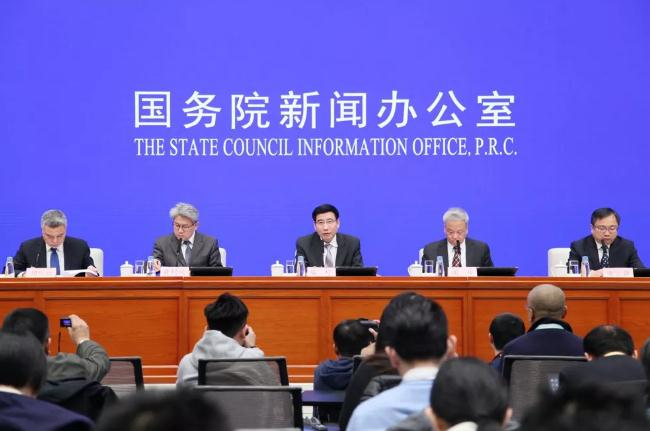 国务院新闻办公室
THE STATE COUNCIL INFORMATION OFFICE, P.R.C.